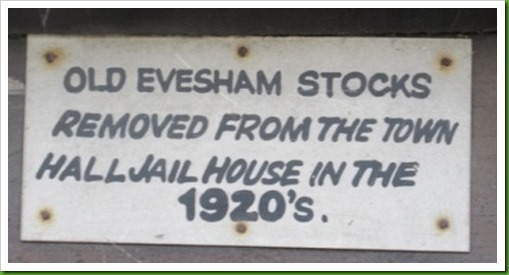 OLD EVESHAM STOCKS
REMOVED FROM THE TOWN
HALL JAIL HOUSE IN THE
1920's.